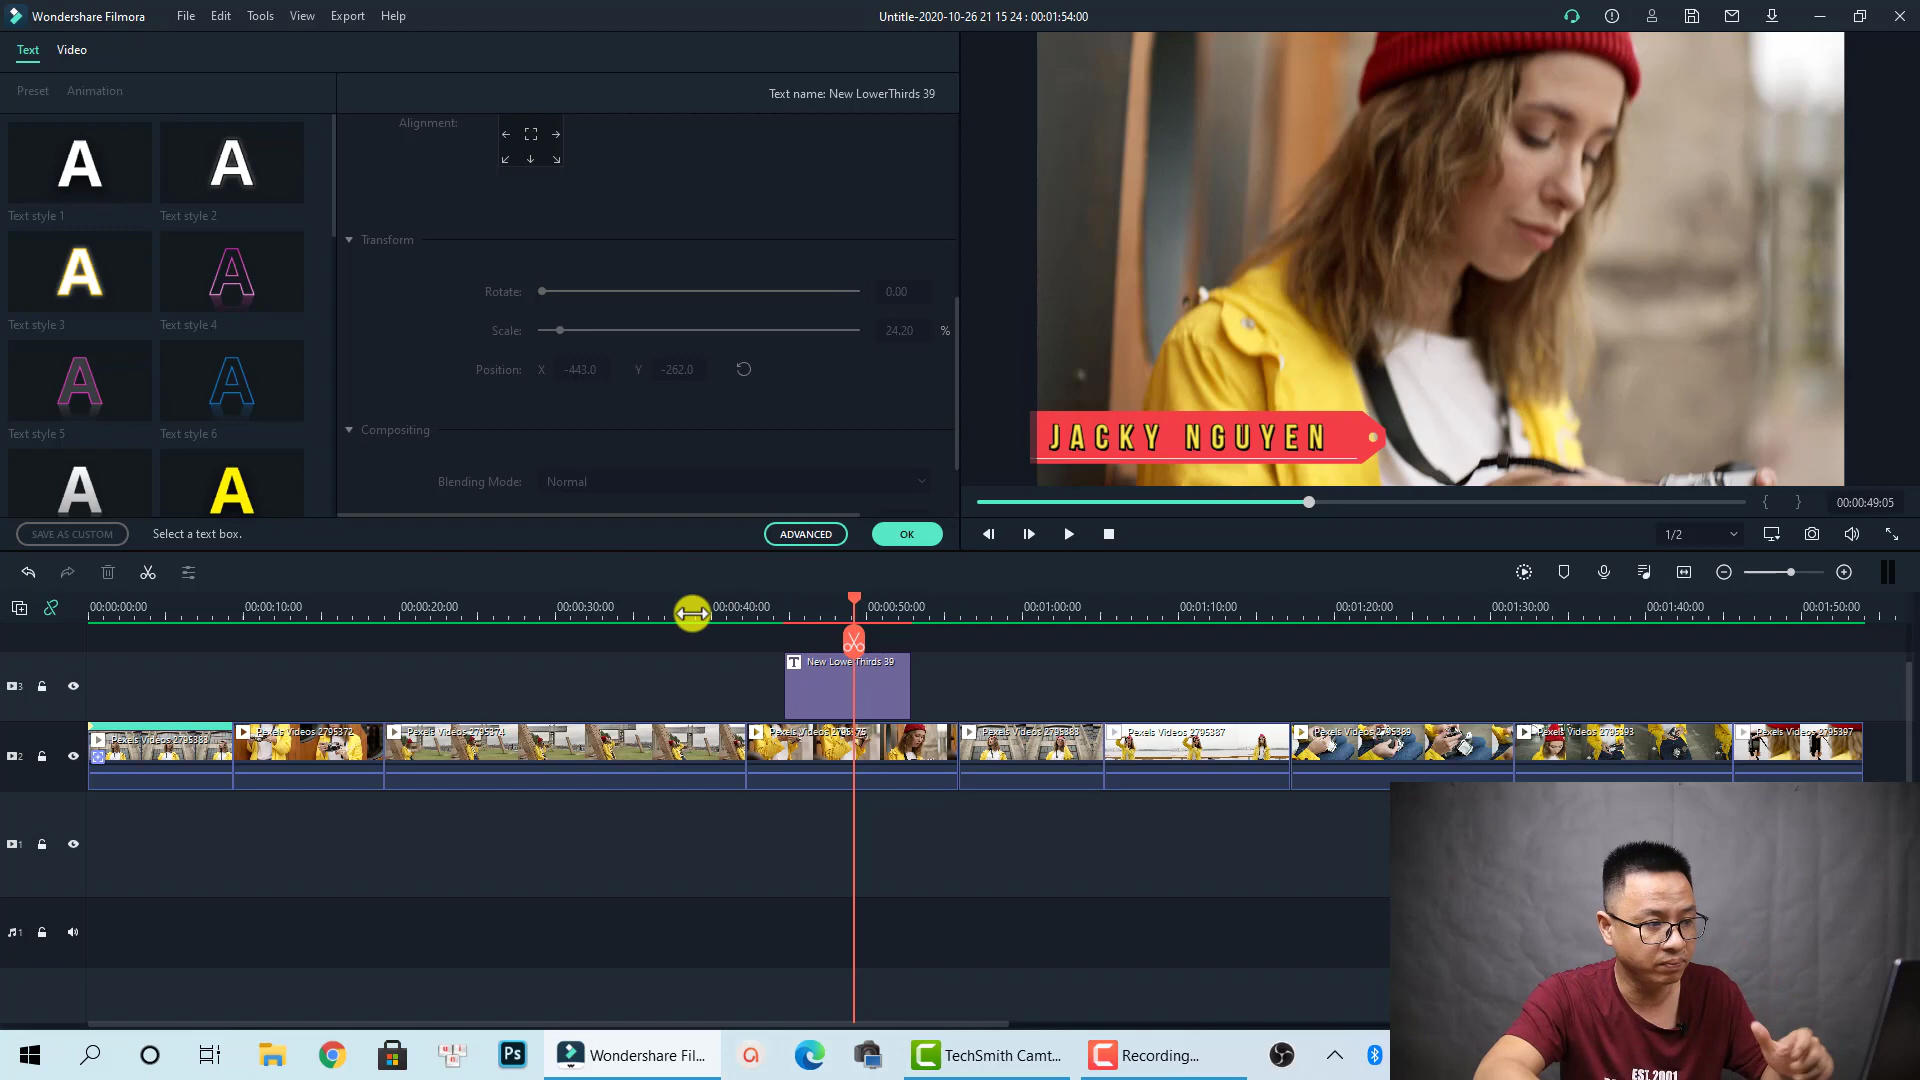 Wondershare Filmora File Edit Tools View Export Help Untitle-2020-10-26 21 15 24 : 00:01:54:00
Text Video
Preset Animation Text name: New LowerThirds 39
Alignment:
A A
Text style 1 Text style 2
A A
Text style 3 Text style 4
A A
Text style 5 Text style 6
A A
Transform
Rotate: 0.00
Scale: 24.20 %
Position: X -443.0 Y -262.0
Compositing
Blending Mode: Normal
SAVE AS CUSTOM Select a text box. ADVANCED OK
JACKY NGUYEN
{ } 00:00:49:05
1/2
00:00:00:00 00:00:10:00 00:00:20:00 00:00:30:00 00:00:40:00 00:00:50:00 00:01:00:00 00:01:10:00 00:01:20:00 00:01:30:00 00:01:40:00 00:01:50:00
3 T New Lowe Thirds 39
2 Pexels Videos 2795383 Pexels Videos 2795372 Pexels Videos 2795374 Pexels Videos Pexels Videos 2795383 Pexels Videos 2795387 Pexels Videos 2795389 Pexels Videos Pexels Videos 2795397
1
1
Ps Wondershare Fil... TechSmith Camt... Recording...
EST. 2001